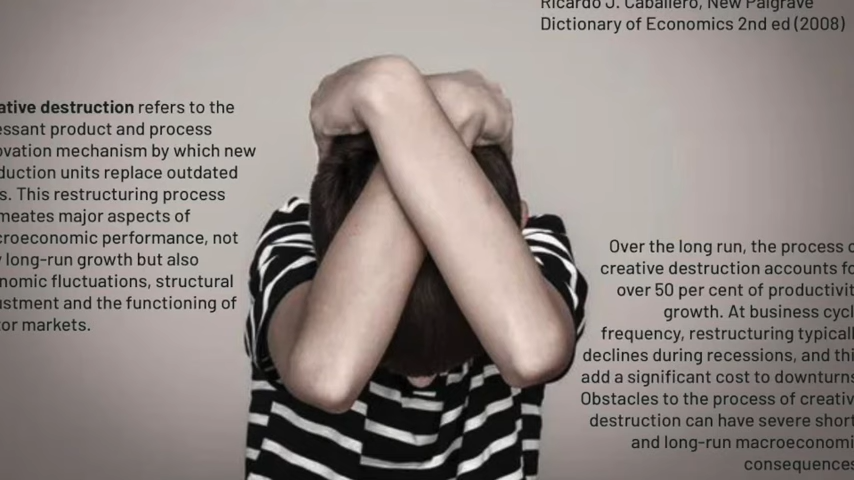 Ricardo J. Caballero, New Palgrave
Dictionary of Economics 2nd ed (2008)
ative destruction refers to the
essant product and process
ovation mechanism by which new
duction units replace outdated
s. This restructuring process
meates major aspects of
croeconomic performance, not
y long-run growth but also
nomic fluctuations, structural
ustment and the functioning of
tor markets.
Over the long run, the process o
creative destruction accounts fo
over 50 per cent of productivit
growth. At business cycl
frequency, restructuring typicall
declines during recessions, and thi
add a significant cost to downturns
Obstacles to the process of creativ
destruction can have severe short
and long-run macroeconomi
consequences